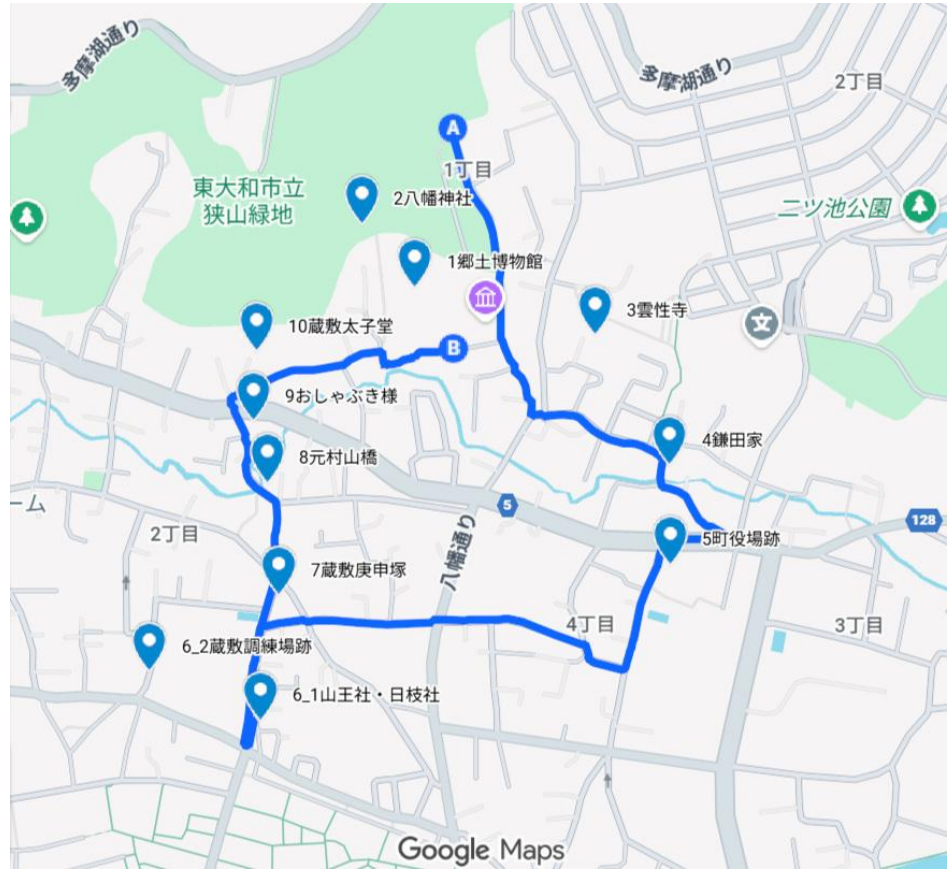 多摩湖通り
多摩湖通り
2丁目
A
1丁目
東大和市立
狭山緑地
2八幡神社
二ツ池公園
1郷土博物館
文
3雲性寺
10蔵敷太子堂
B
9おしゃぶき様
4鎌田家
8元村山橋
ーム
5
128
2丁目
5町役場跡
八幡通り
7蔵敷庚申塚
4丁目
3丁目
6_2蔵敷調練場跡
6_1山王社・日枝社
Google Maps